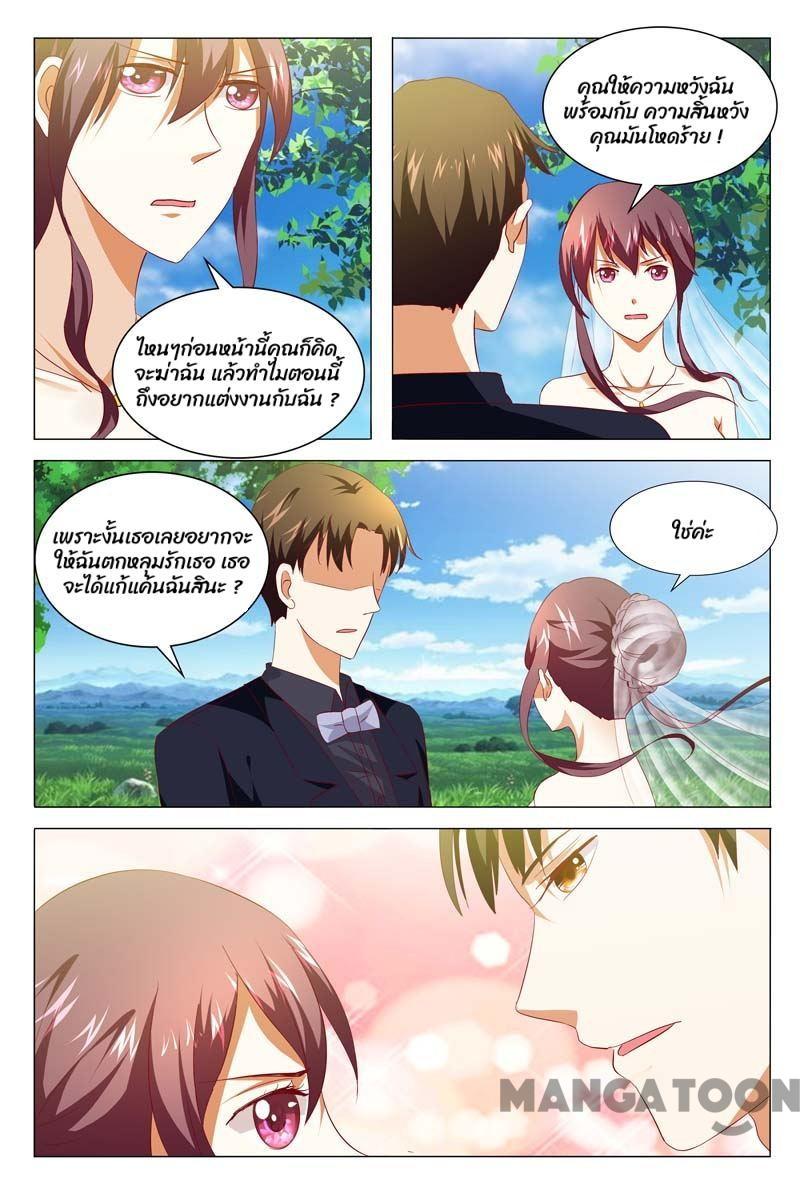 ไหนๆก่อนหน้านี้คุณก็คิด
จะฆ่าฉัน แล้วทำไมตอนนี้
ถึงอยากแต่งงานกับฉัน ?
คุณให้ความหวังฉัน
พร้อมกับ ความสิ้นหวัง
คุณมันโหดร้าย !
เพราะงั้นเธอเลยอยากจะ
ให้ฉันตกหลุมรักเธอ เธอ
จะได้แก้แค้นฉันสินะ ?
ใช่ค่ะ
MANGATOON